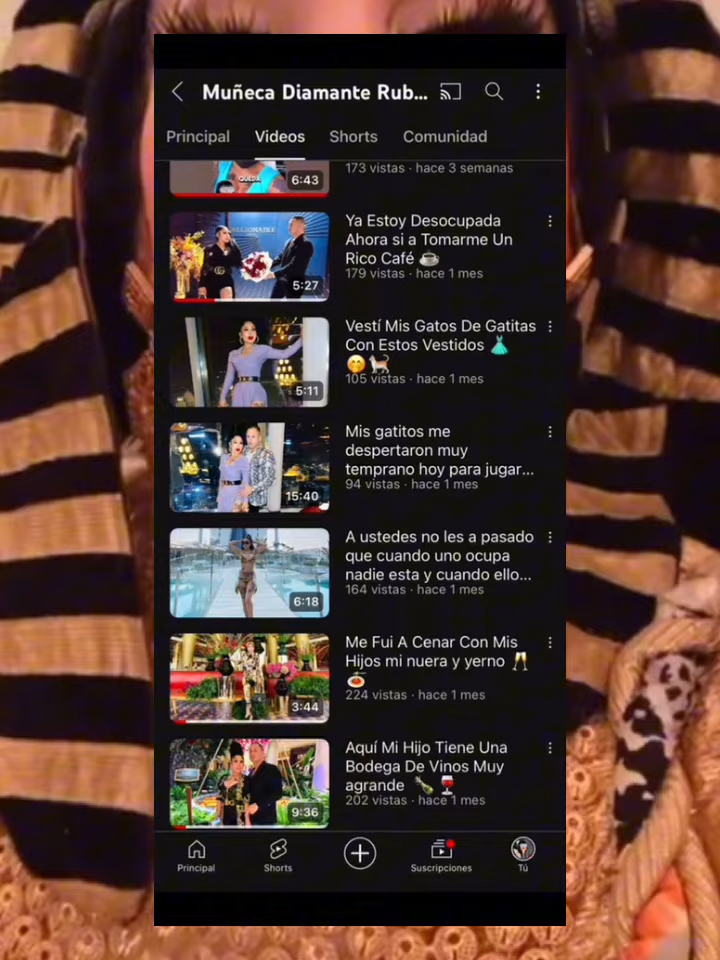 Muñeca Diamante Rub...
Principal Videos Shorts Comunidad
QUEDA
6:43
173 vistas · hace 3 semanas
5:27
Ya Estoy Desocupada
Ahora si a Tomarme Un
Rico Café ☕
179 vistas · hace 1 mes
5:11
Vestí Mis Gatos De Gatitas
Con Estos Vestidos 👗
🤭🐈
105 vistas · hace 1 mes
15:40
Mis gatitos me
despertaron muy
temprano hoy para jugar...
94 vistas · hace 1 mes
6:18
A ustedes no les a pasado
que cuando uno ocupa
nadie esta y cuando ello...
164 vistas · hace 1 mes
3:44
Me Fui A Cenar Con Mis
Hijos mi nuera y yerno 🥂
🍝
224 vistas · hace 1 mes
9:36
Aquí Mi Hijo Tiene Una
Bodega De Vinos Muy
agrande 🍾🍷
202 vistas · hace 1 mes
Principal Shorts Suscripciones Tú